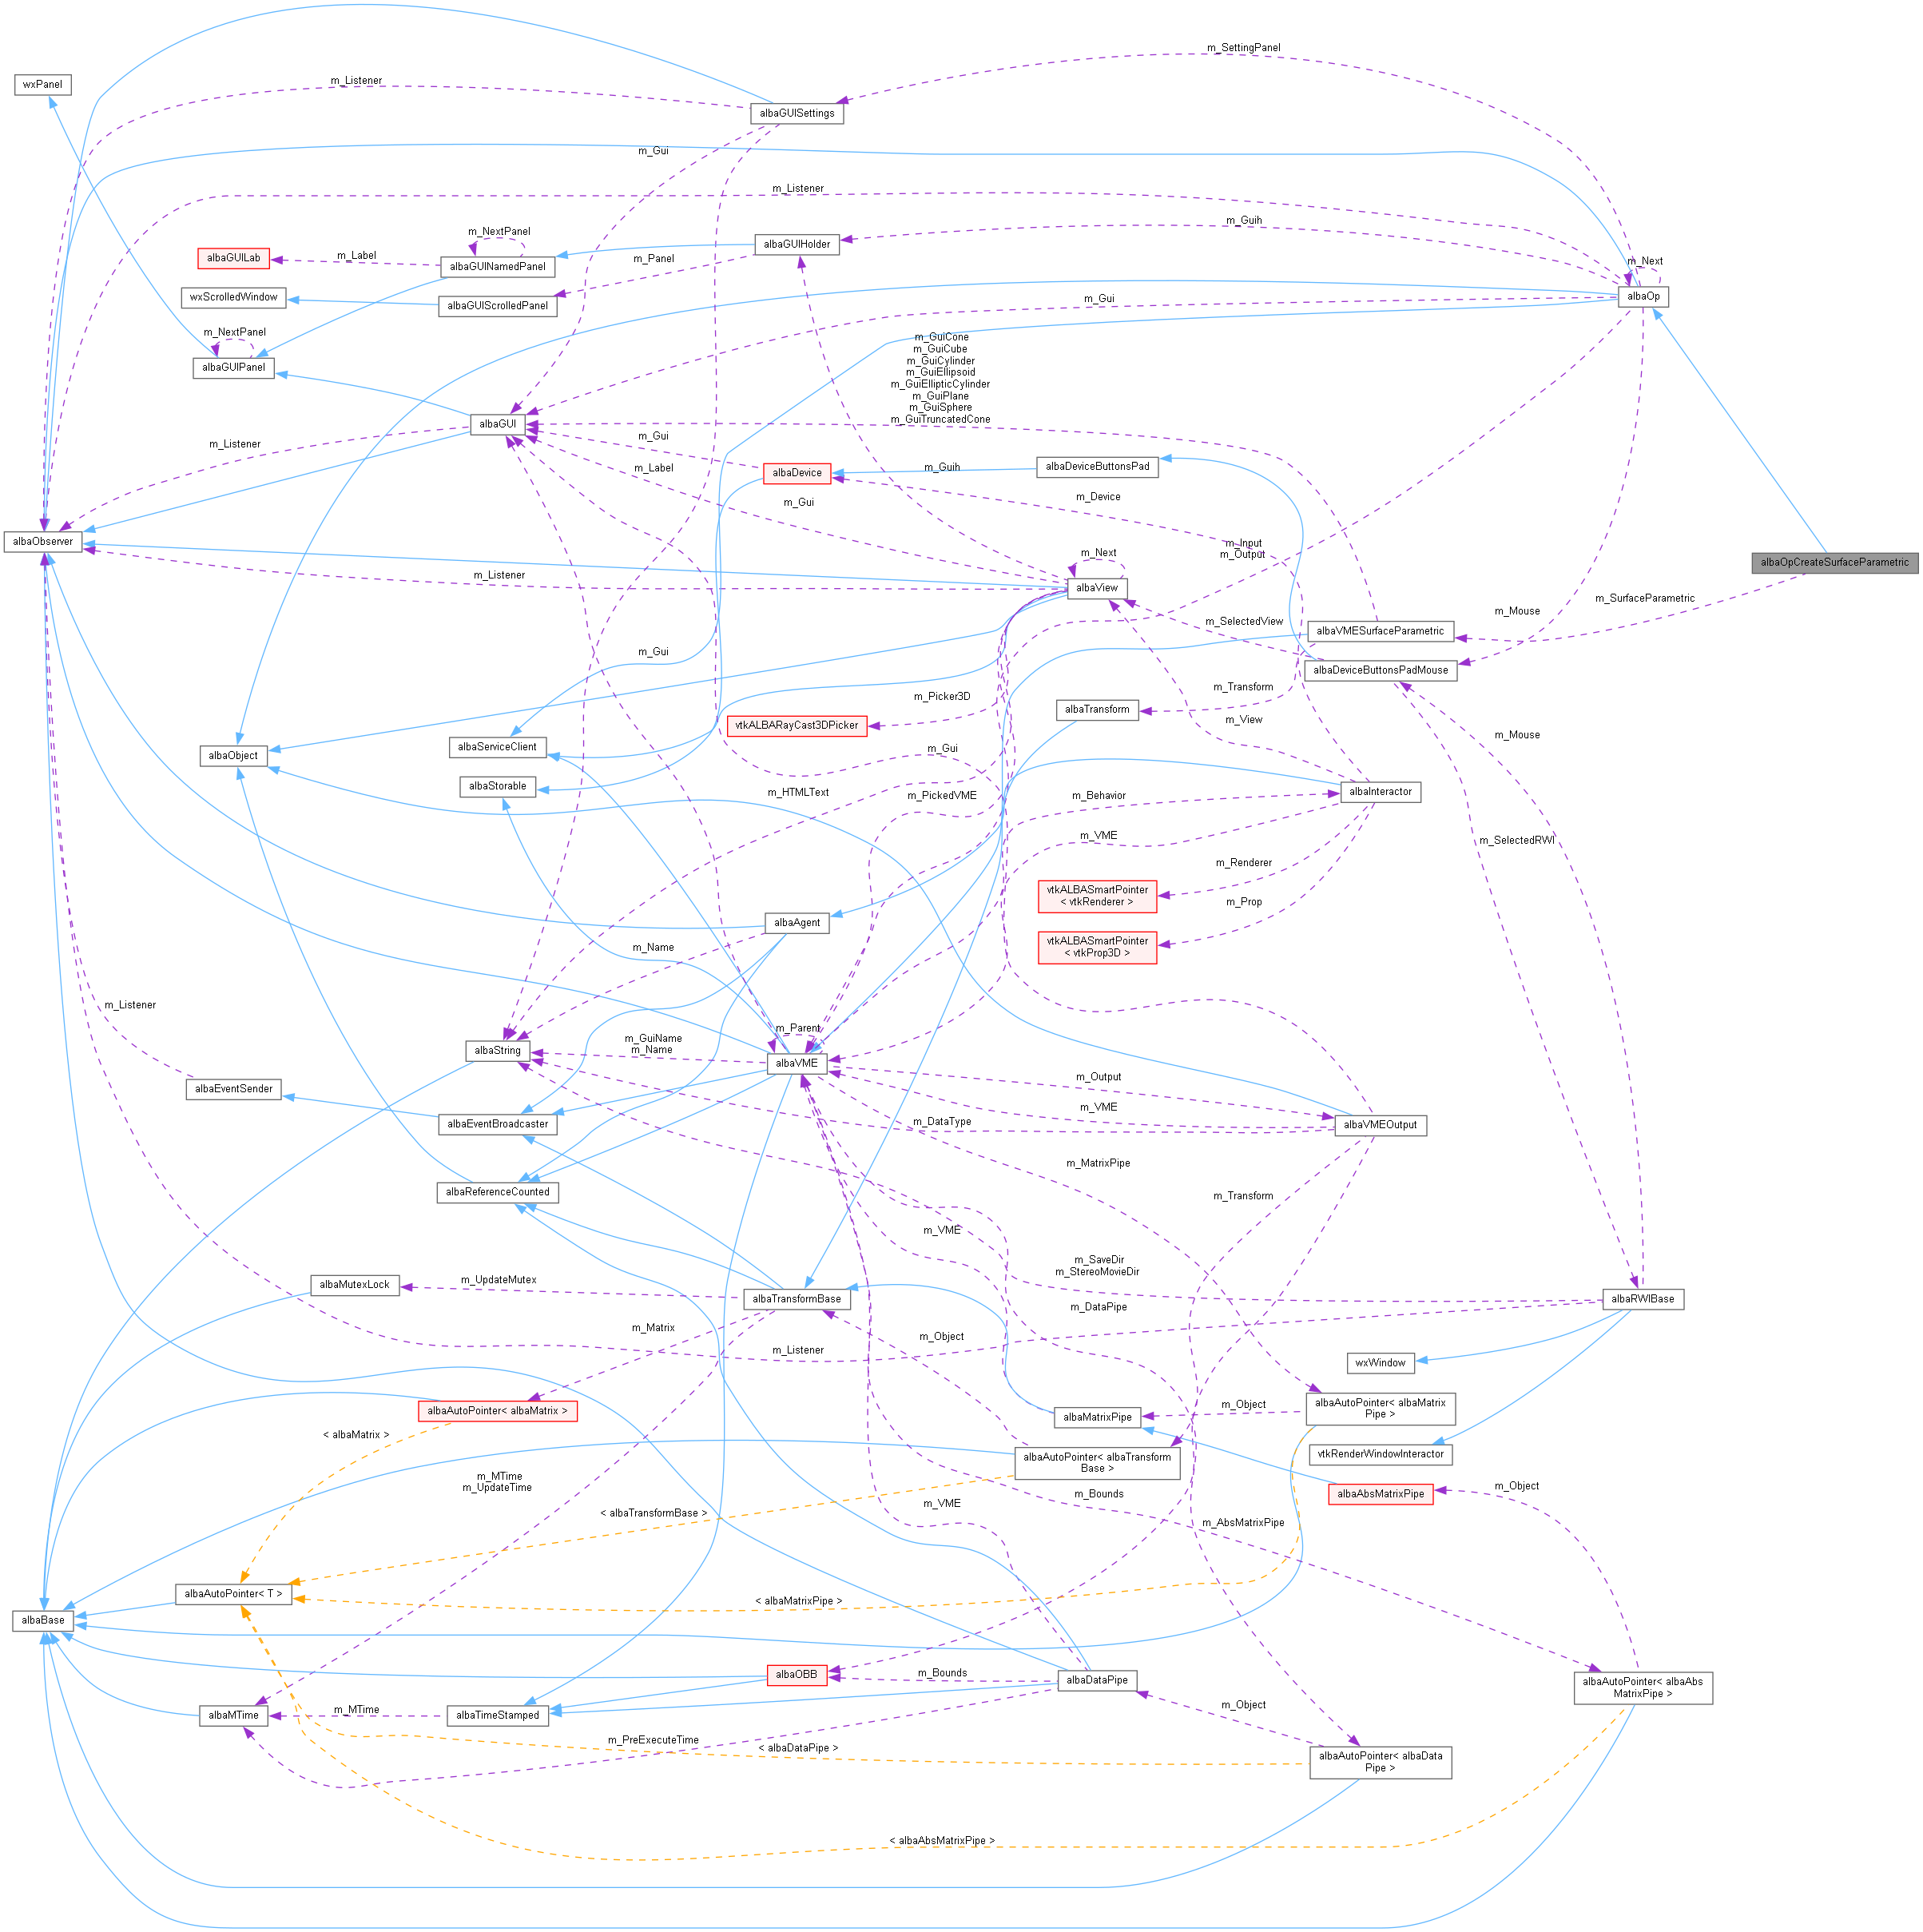 m_SettingPanel
m_Listener
wxPanel
albaGUISettings
m_Gui
m_Listener
m_Guih
m_NextPanel
albaGUIHolder
albaGUILab
m_Label
albaGUINamedPanel
m_Panel
m_Next
wxScrolledWindow
albaGUIScrolledPanel
m_Gui
albaOp
m_NextPanel
albaGUIPanel
m_GuiCone
m_GuiCube
m_GuiCylinder
m_GuiEllipsoid
m_GuiEllipticCylinder
m_GuiPlane
m_GuiSphere
m_GuiTruncatedCone
albaGUI
m_Listener
m_Gui
m_Label
albaDevice
m_Guih
albaDeviceButtonsPad
m_Gui
m_Device
albaObserver
m_Input
m_Output
m_Next
albaOpCreateSurfaceParametric
m_Listener
albaView
m_SurfaceParametric
m_Mouse
m_SelectedView
albaVMESurfaceParametric
m_Gui
albaDeviceButtonsPadMouse
m_Transform
m_Picker3D
albaTransform
vtkALBARayCast3DPicker
m_View
m_Mouse
albaObject
albaServiceClient
m_Gui
albaStorable
m_HTMLText
m_PickedVME
m_Behavior
albaInteractor
m_VME
m_SelectedRWI
m_Renderer
vtkALBASmartPointer
< vtkRenderer >
m_Prop
albaAgent
m_Name
vtkALBASmartPointer
< vtkProp3D >
m_Listener
m_Parent
m_GuiName
m_Name
albaString
albaVME
m_Output
albaEventSender
m_VME
albaEventBroadcaster
m_DataType
albaVMEOutput
m_MatrixPipe
albaReferenceCounted
m_Transform
m_VME
m_SaveDir
m_StereoMovieDir
albaMutexLock
m_UpdateMutex
albaTransformBase
albaRWIBase
m_DataPipe
m_Matrix
m_Object
m_Listener
wxWindow
albaAutoPointer< albaMatrix >
albaMatrixPipe
m_Object
albaAutoPointer< albaMatrix
Pipe >
< albaMatrix >
vtkRenderWindowInteractor
albaAutoPointer< albaTransform
Base >
m_MTime
m_UpdateTime
m_Bounds
albaAbsMatrixPipe
m_Object
m_VME
< albaTransformBase >
m_AbsMatrixPipe
albaAutoPointer< T >
< albaMatrixPipe >
albaBase
albaOBB
m_Bounds
albaDataPipe
albaAutoPointer< albaAbs
MatrixPipe >
m_Object
albaMTime
m_MTime
albaTimeStamped
m_PreExecuteTime
< albaDataPipe >
albaAutoPointer< albaData
Pipe >
< albaAbsMatrixPipe >